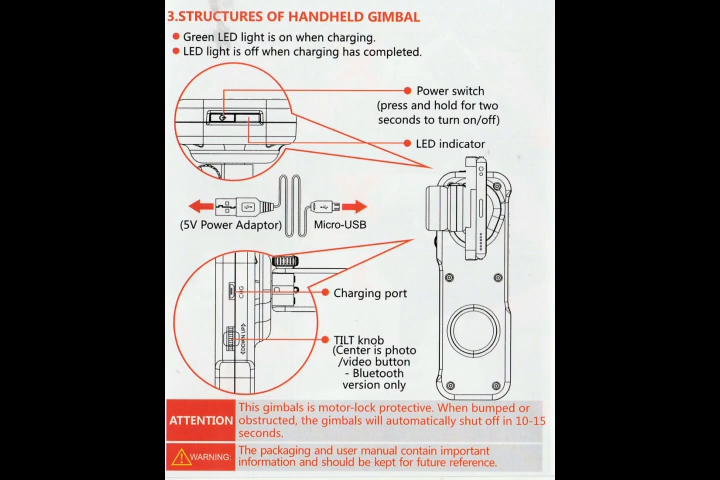 3.STRUCTURES OF HANDHELD GIMBAL
Green LED light is on when charging.
LED light is off when charging has completed.
Power switch
(press and hold for two
seconds to turn on/off)
LED indicator
(5V Power Adaptor)
Micro-USB
CHG
Charging port
DOWN UP
TILT knob
(Center is photo
/video button
- Bluetooth
version only
ATTENTION
This gimbals is motor-lock protective. When bumped or
obstructed, the gimbals will automatically shut off in 10-15
seconds.
WARNING:
The packaging and user manual contain important
information and should be kept for future reference.